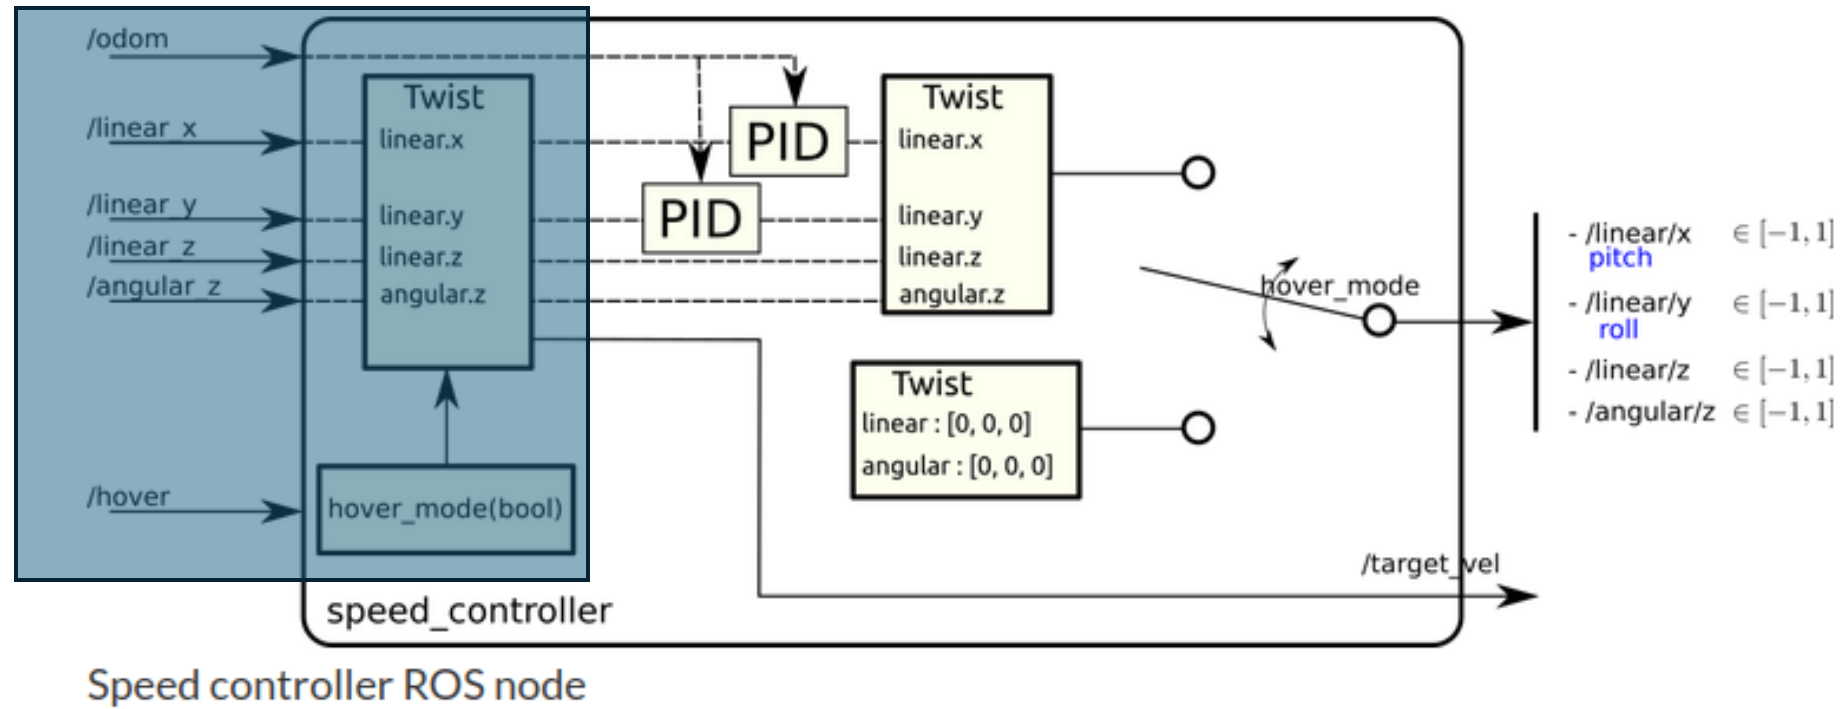 /odom
/linear_x
/linear_y
/linear_z
/angular_z
/hover
Twist
linear.x
linear.y
linear.z
angular.z
hover_mode(bool)
PID
PID
Twist
linear.x
linear.y
linear.z
angular.z
Twist
linear : [0, 0, 0]
angular : [0, 0, 0]
hover_mode
- /linear/x ∈ [−1, 1]
pitch
- /linear/y ∈ [−1, 1]
roll
- /linear/z ∈ [−1, 1]
- /angular/z ∈ [−1, 1]
/target_vel
speed_controller
Speed controller ROS node